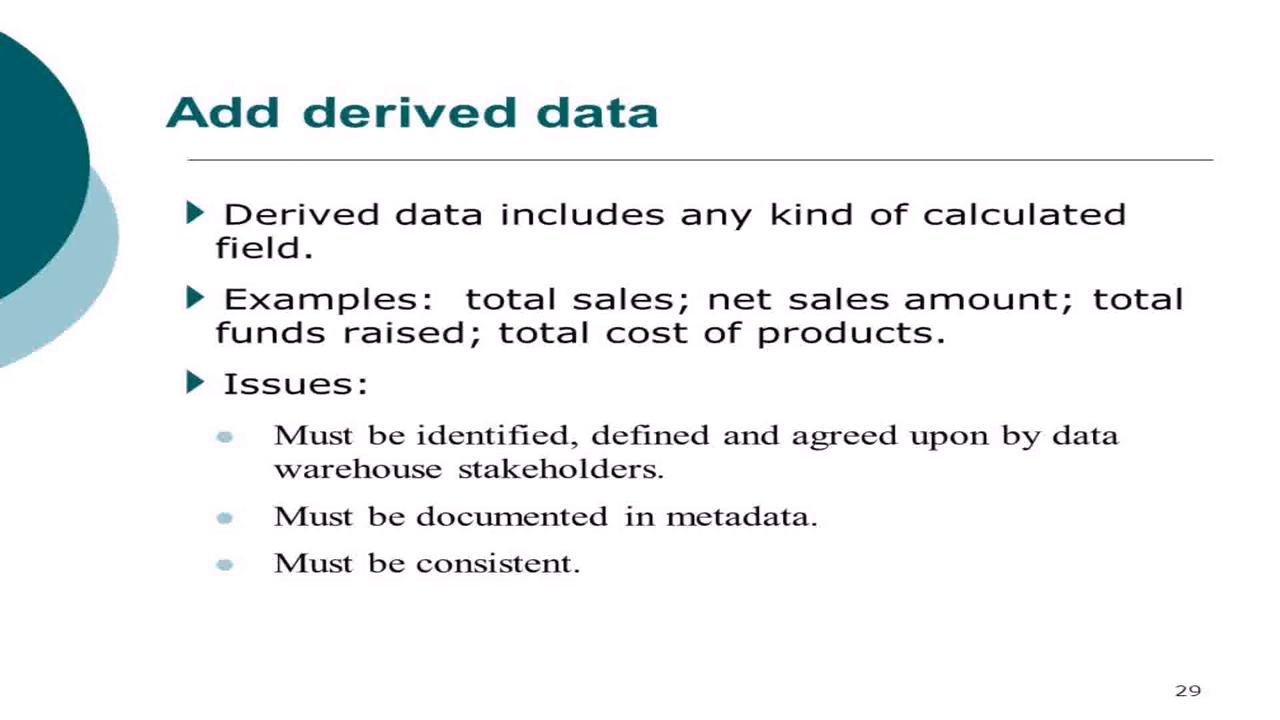 Add derived data
Derived data includes any kind of calculated
field.
Examples: total sales; net sales amount; total
funds raised; total cost of products.
Issues:
Must be identified, defined and agreed upon by data
warehouse stakeholders.
Must be documented in metadata.
Must be consistent.
29